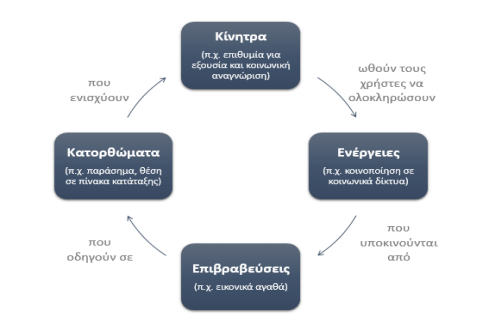 Κίνητρα
(π.χ. επιθυμία για
εξουσία και κοινωνική
αναγνώριση)
ωθούν τους
χρήστες να
ολοκληρώσουν
Ενέργειες
(π.χ. κοινοποίηση σε
κοινωνικά δίκτυα)
που
υποκινούνται
από
Επιβραβεύσεις
(π.χ. εικονικά αγαθά)
που
οδηγούν σε
Κατορθώματα
(π.χ. παράσημα, θέση
σε πίνακα κατάταξης)
που
ενισχύουν